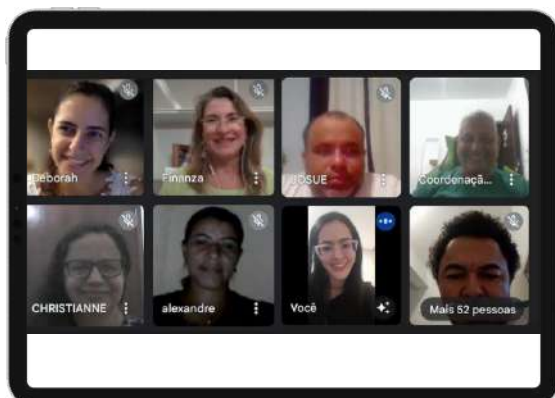 Deborah
Finanza
JOSUE
Coordenaçã...
CHRISTIANNE
alexandre
Você
Mais 52 pessoas